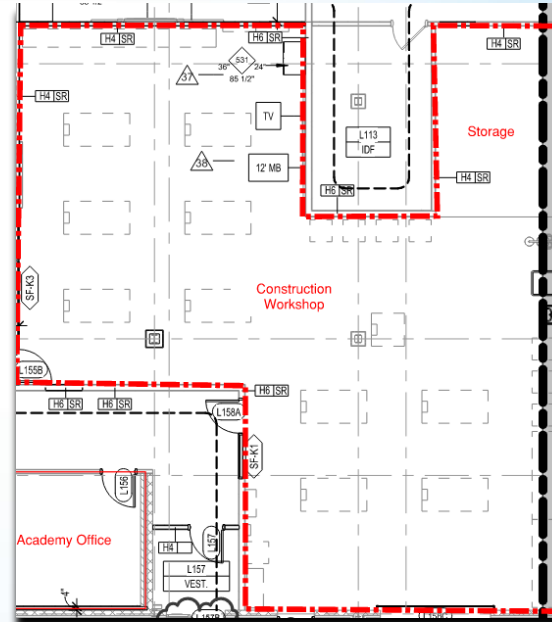 H4 SR
H6 SR
H4 SR
531
36"
24"
85 1/2"
37
H4 SR
TV
L113
IDF
Storage
38
12' MB
H4 SR
H6 SR
SF-K3
Construction
Workshop
L155B
H6 SR
H6 SR
H6 SR
L158A
SF-K1
L156
Academy Office
L157
H4
L157
VEST.